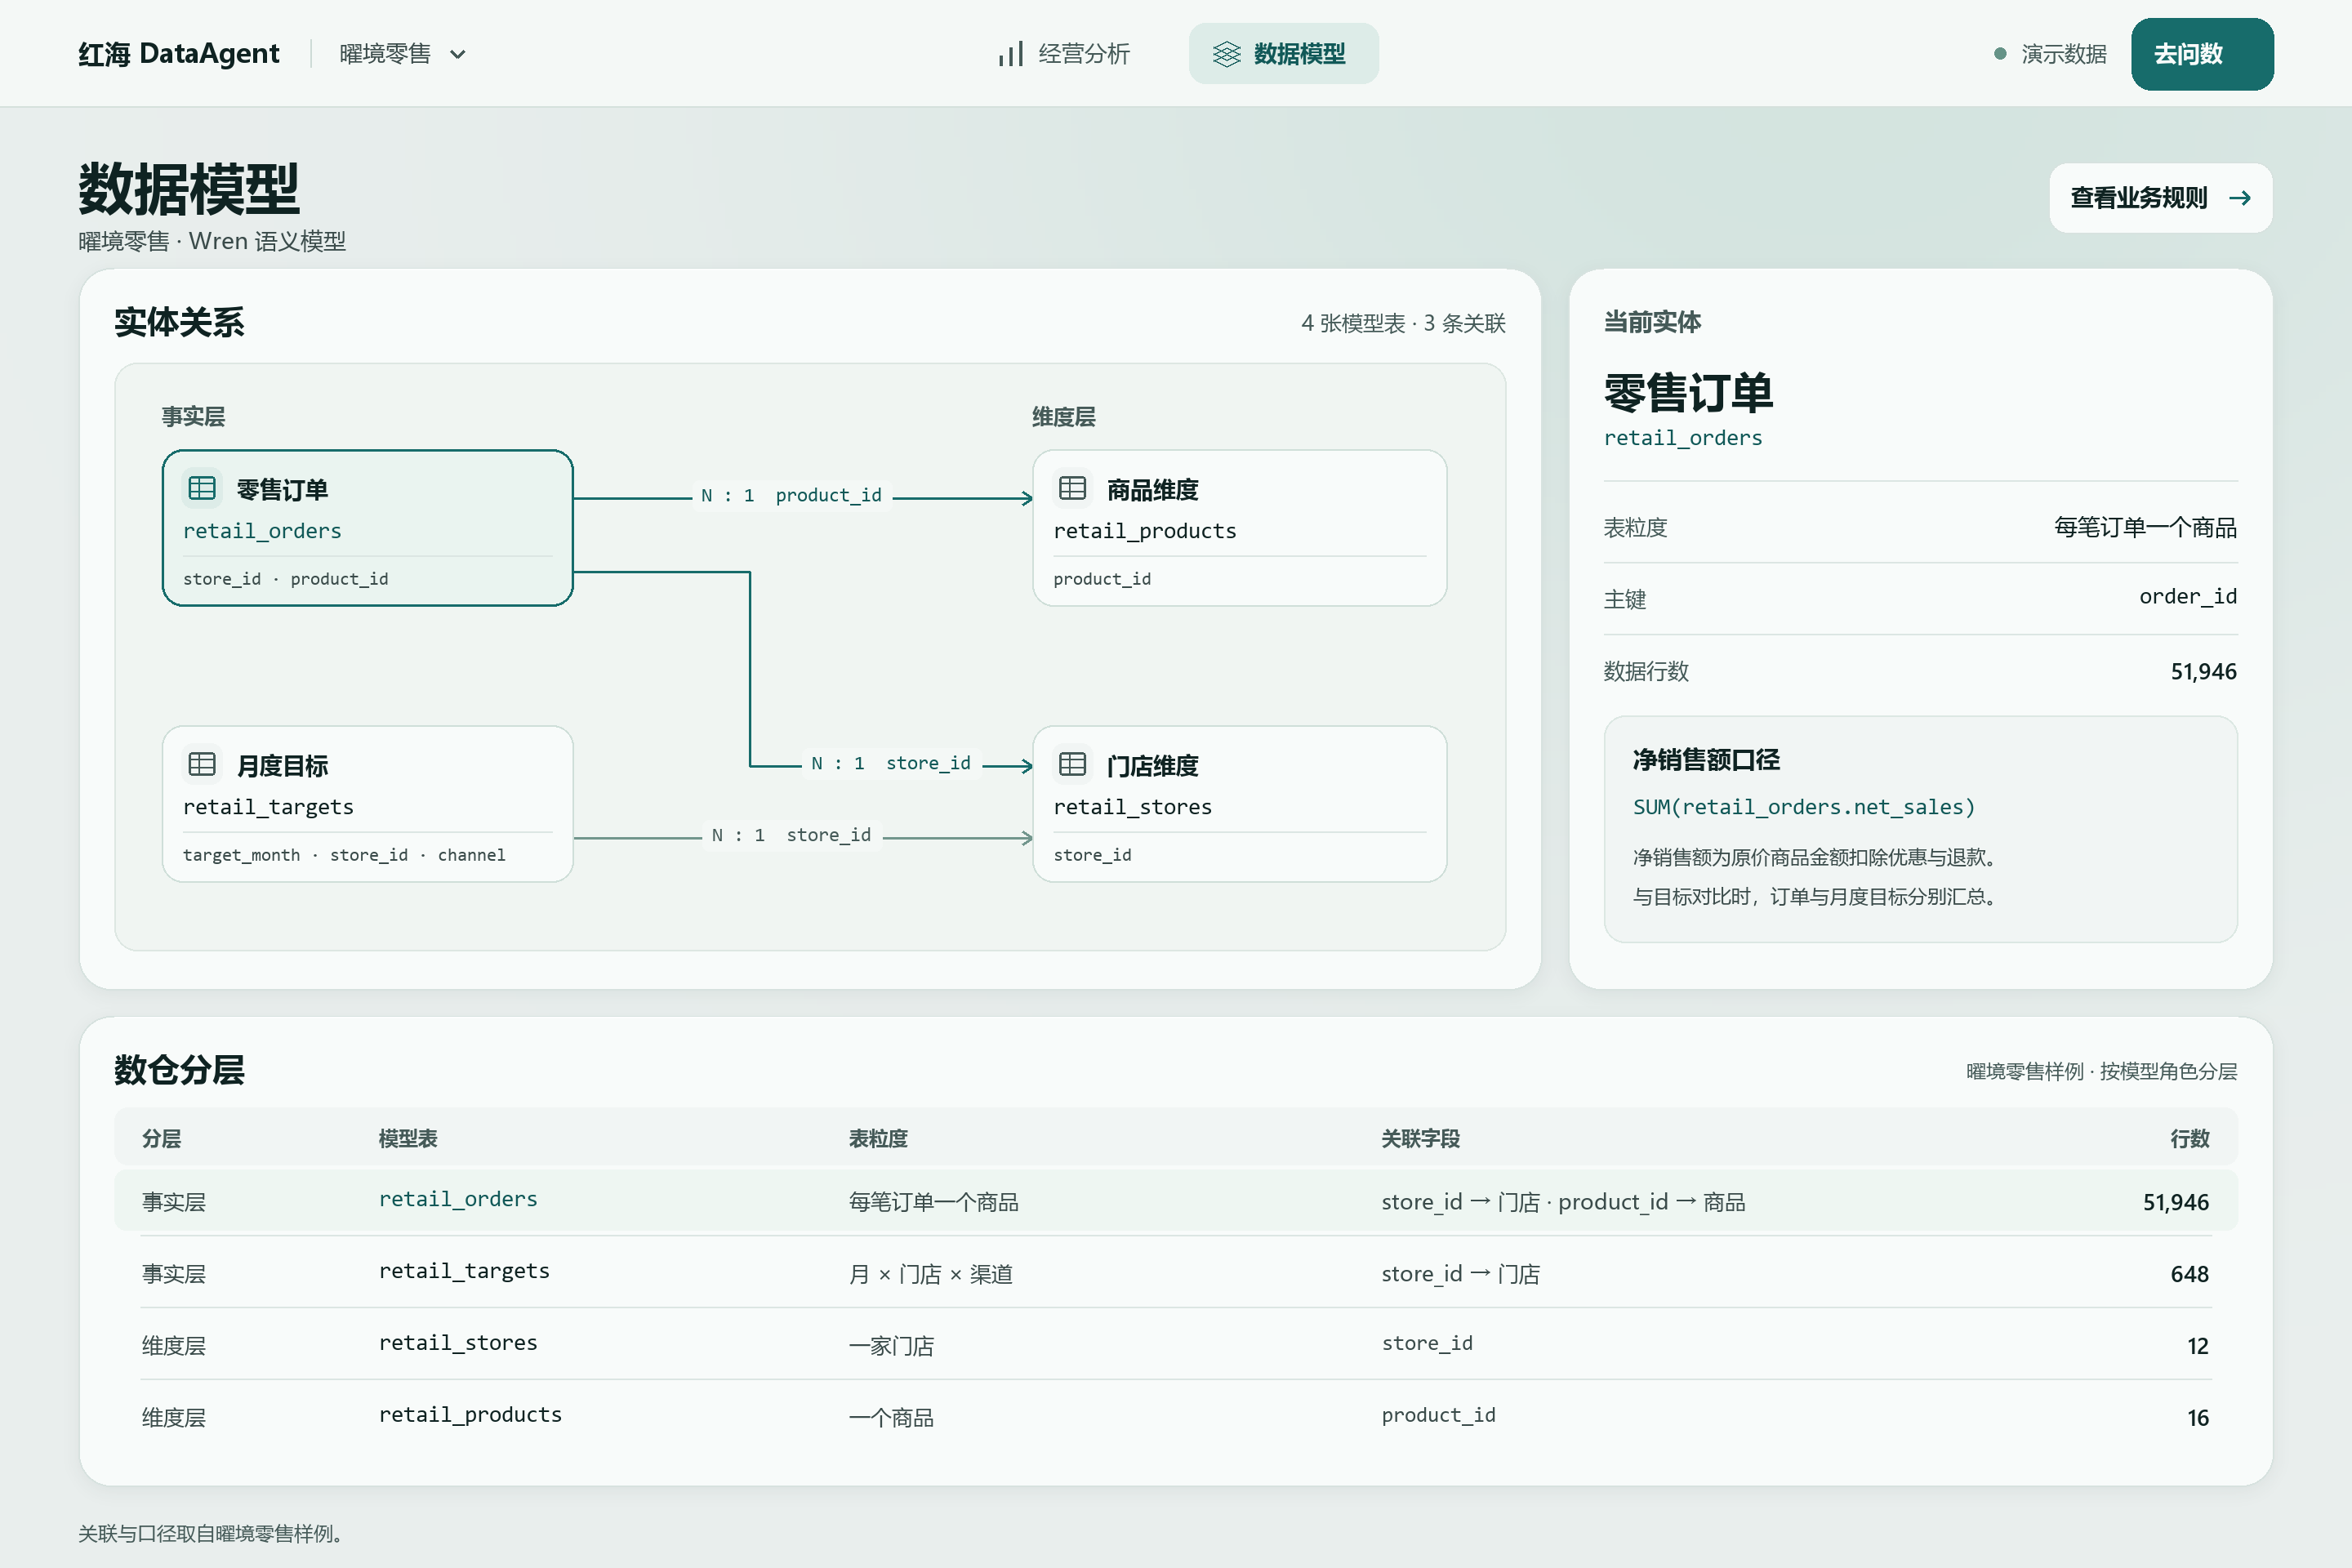 红海 DataAgent
曜境零售
经营分析
数据模型
演示数据
去问数
数据模型
曜境零售 · Wren 语义模型
查看业务规则 →
实体关系
4 张模型表 · 3 条关联
事实层
维度层
零售订单
retail_orders
store_id · product_id
N : 1 product_id
商品维度
retail_products
product_id
月度目标
retail_targets
target_month · store_id · channel
N : 1 store_id
N : 1 store_id
门店维度
retail_stores
store_id
当前实体
零售订单
retail_orders
表粒度 每笔订单一个商品
主键 order_id
数据行数 51,946
净销售额口径
SUM(retail_orders.net_sales)
净销售额为原价商品金额扣除优惠与退款。
与目标对比时，订单与月度目标分别汇总。
数仓分层
曜境零售样例 · 按模型角色分层
分层 模型表 表粒度 关联字段 行数
事实层 retail_orders 每笔订单一个商品 store_id → 门店 · product_id → 商品 51,946
事实层 retail_targets 月 × 门店 × 渠道 store_id → 门店 648
维度层 retail_stores 一家门店 store_id 12
维度层 retail_products 一个商品 product_id 16
关联与口径取自曜境零售样例。